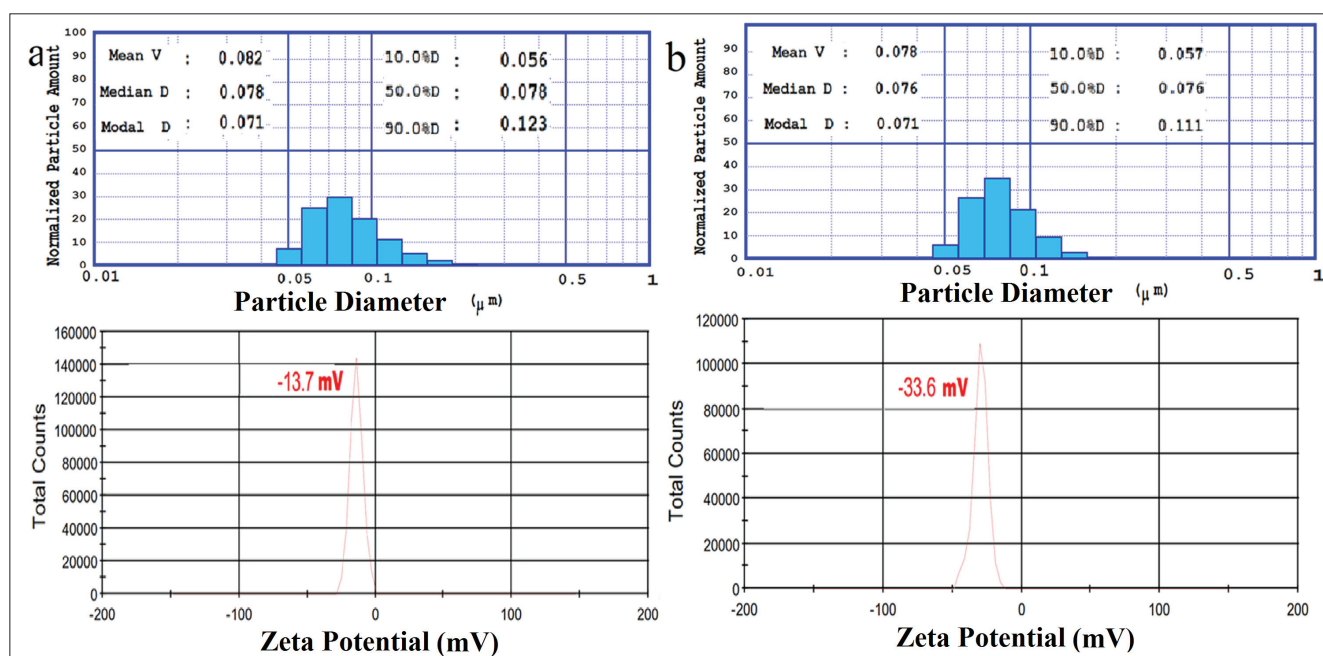 a
Normalized Particle Amount
100
90
80
70
60
50
40
30
20
10
0
Mean V : 0.082
Median D : 0.078
Modal D : 0.071
10.0%D : 0.056
50.0%D : 0.078
90.0%D : 0.123
0.01 0.05 0.1 0.5 1
Particle Diameter (μm)
b
Normalized Particle Amount
90
80
70
60
50
40
30
20
10
0
Mean V : 0.078
Median D : 0.076
Modal D : 0.071
10.0%D : 0.057
50.0%D : 0.076
90.0%D : 0.111
0.01 0.05 0.1 0.5 1
Particle Diameter (μm)
Total Counts
160000
140000
120000
100000
80000
60000
40000
20000
0
-13.7 mV
-200 -100 0 100 200
Zeta Potential (mV)
Total Counts
120000
100000
80000
60000
40000
20000
0
-33.6 mV
-200 -100 0 100 200
Zeta Potential (mV)